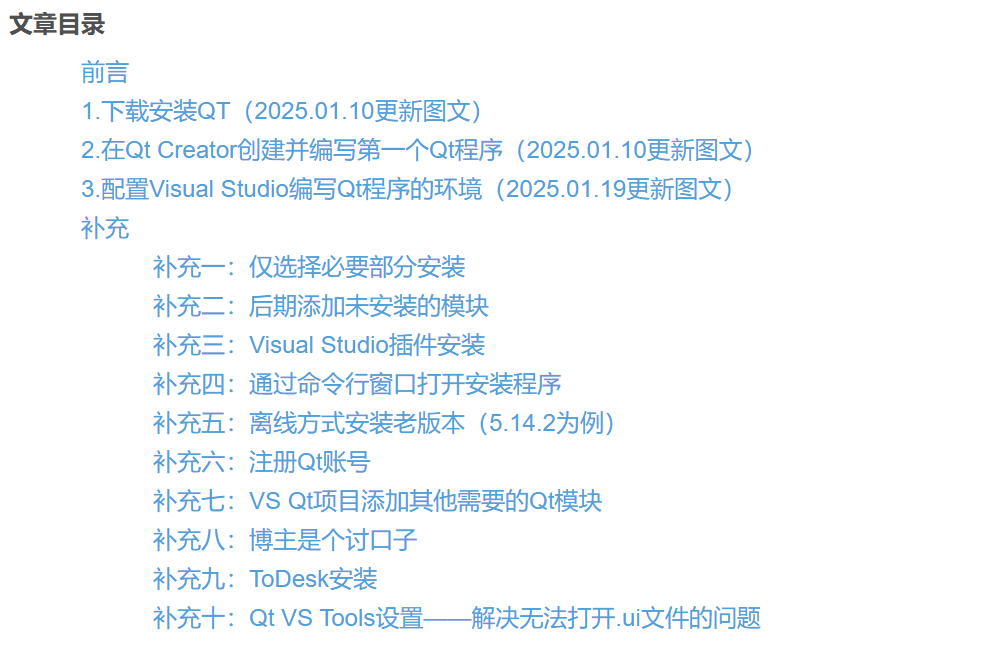 文章目录
前言
1.下载安装QT（2025.01.10更新图文）
2.在Qt Creator创建并编写第一个Qt程序（2025.01.10更新图文）
3.配置Visual Studio编写Qt程序的环境（2025.01.19更新图文）
补充
补充一：仅选择必要部分安装
补充二：后期添加未安装的模块
补充三：Visual Studio插件安装
补充四：通过命令行窗口打开安装程序
补充五：离线方式安装老版本（5.14.2为例）
补充六：注册Qt账号
补充七：VS Qt项目添加其他需要的Qt模块
补充八：博主是个讨口子
补充九：ToDesk安装
补充十：Qt VS Tools设置——解决无法打开.ui文件的问题